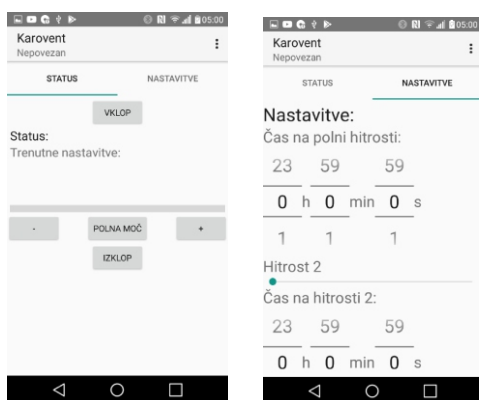 05:00
Karovent
Nepovezan
STATUS NASTAVITVE
VKLOP
Status:
Trenutne nastavitve:
- POLNA MOČ +
IZKLOP
05:00
Karovent
Nepovezan
STATUS NASTAVITVE
Nastavitve:
Čas na polni hitrosti:
23 59 59
0 h 0 min 0 s
1 1 1
Hitrost 2
Čas na hitrosti 2:
23 59 59
0 h 0 min 0 s